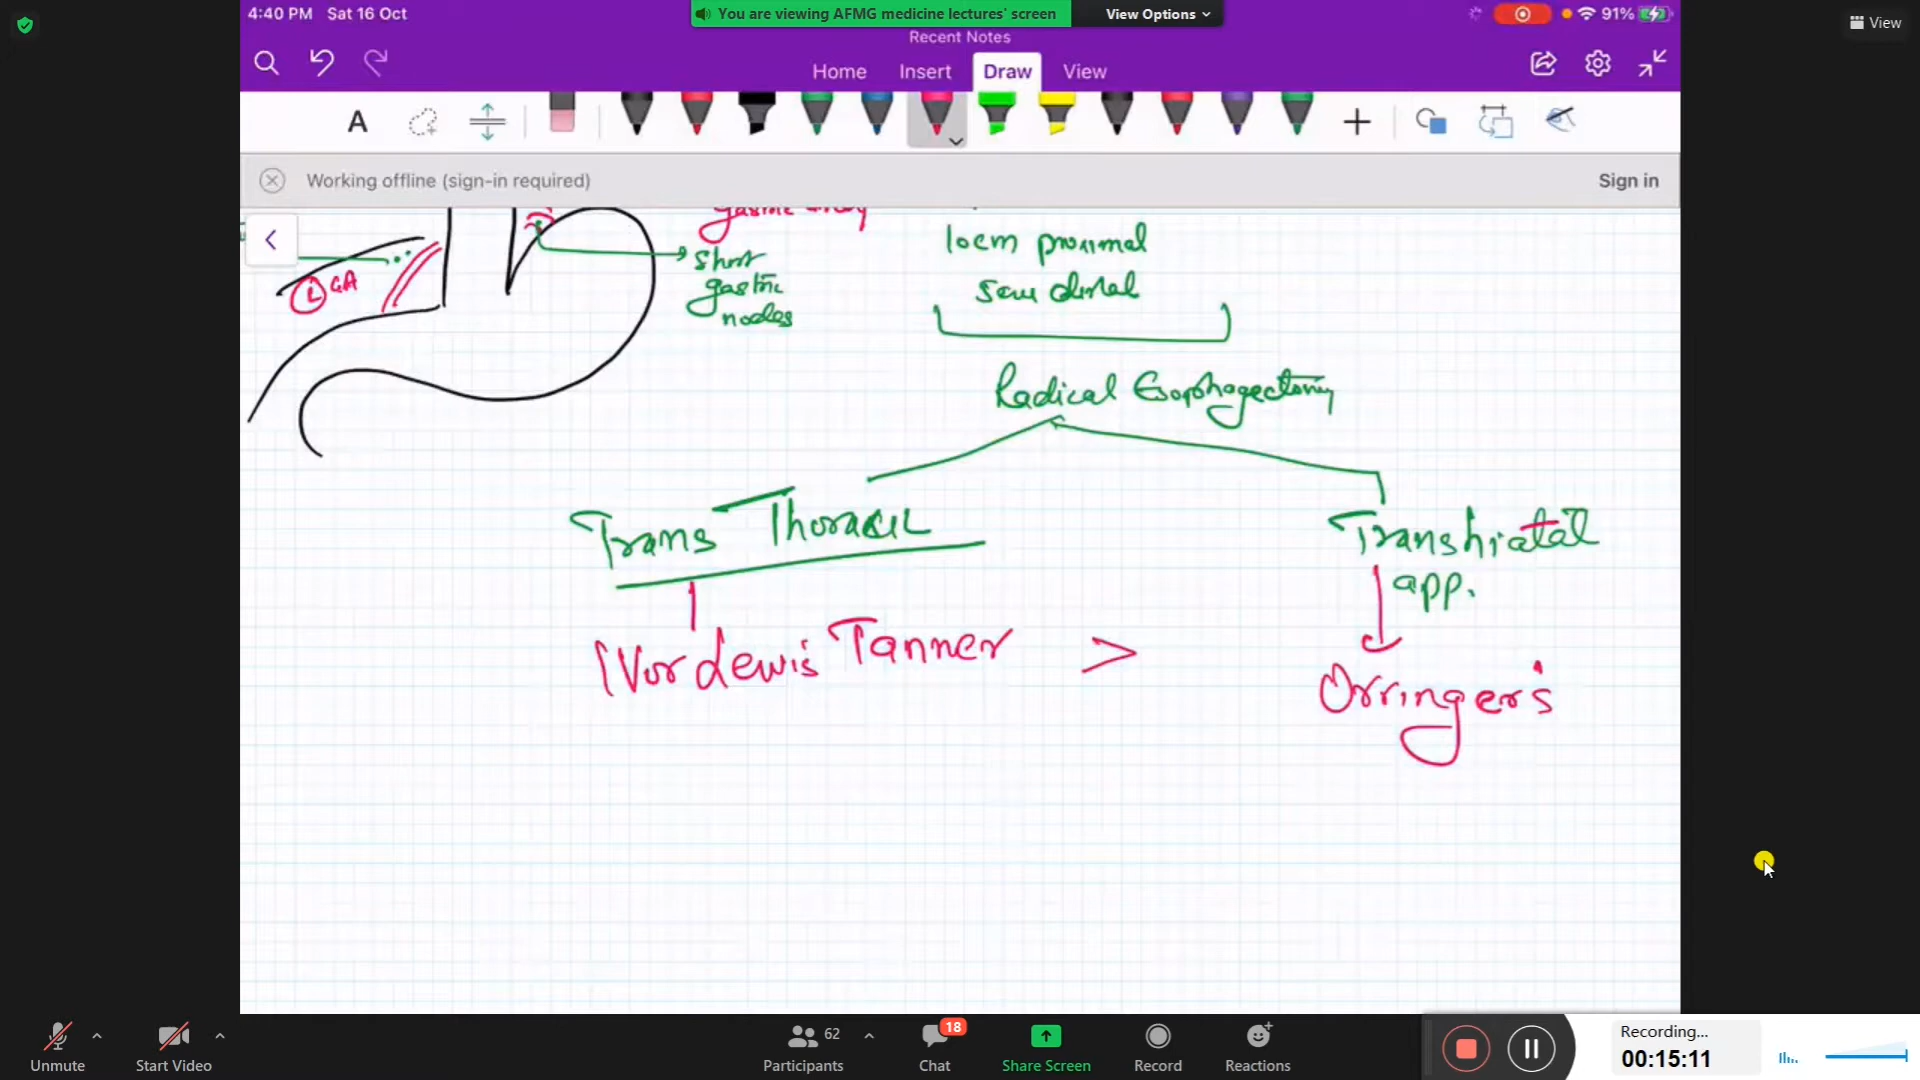 4:40 PM Sat 16 Oct
You are viewing AFMG medicine lectures' screen
View Options
91%
View
Recent Notes
Home
Insert
Draw
View
A
Working offline (sign-in required)
Sign in
gastric
10cm proximal
5cm distal
L GA
short
gastric
nodes
Radical Esophagectomy
Trans Thoracic
Transhiatal
app.
IVor Lewis Tanner >
Orringer's
62
18
Unmute
Start Video
Participants
Chat
Share Screen
Record
Reactions
Recording...
00:15:11